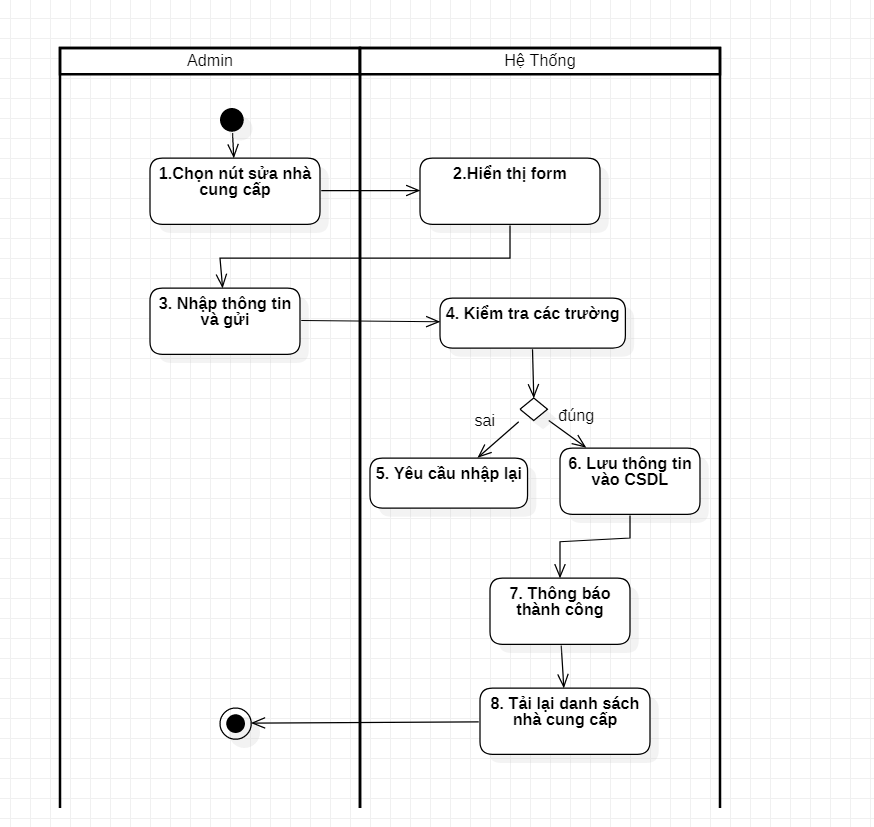 Admin
Hệ Thống
1.Chọn nút sửa nhà
cung cấp
2.Hiển thị form
3. Nhập thông tin
và gửi
4. Kiểm tra các trường
sai
đúng
5. Yêu cầu nhập lại
6. Lưu thông tin
vào CSDL
7. Thông báo
thành công
8. Tải lại danh sách
nhà cung cấp